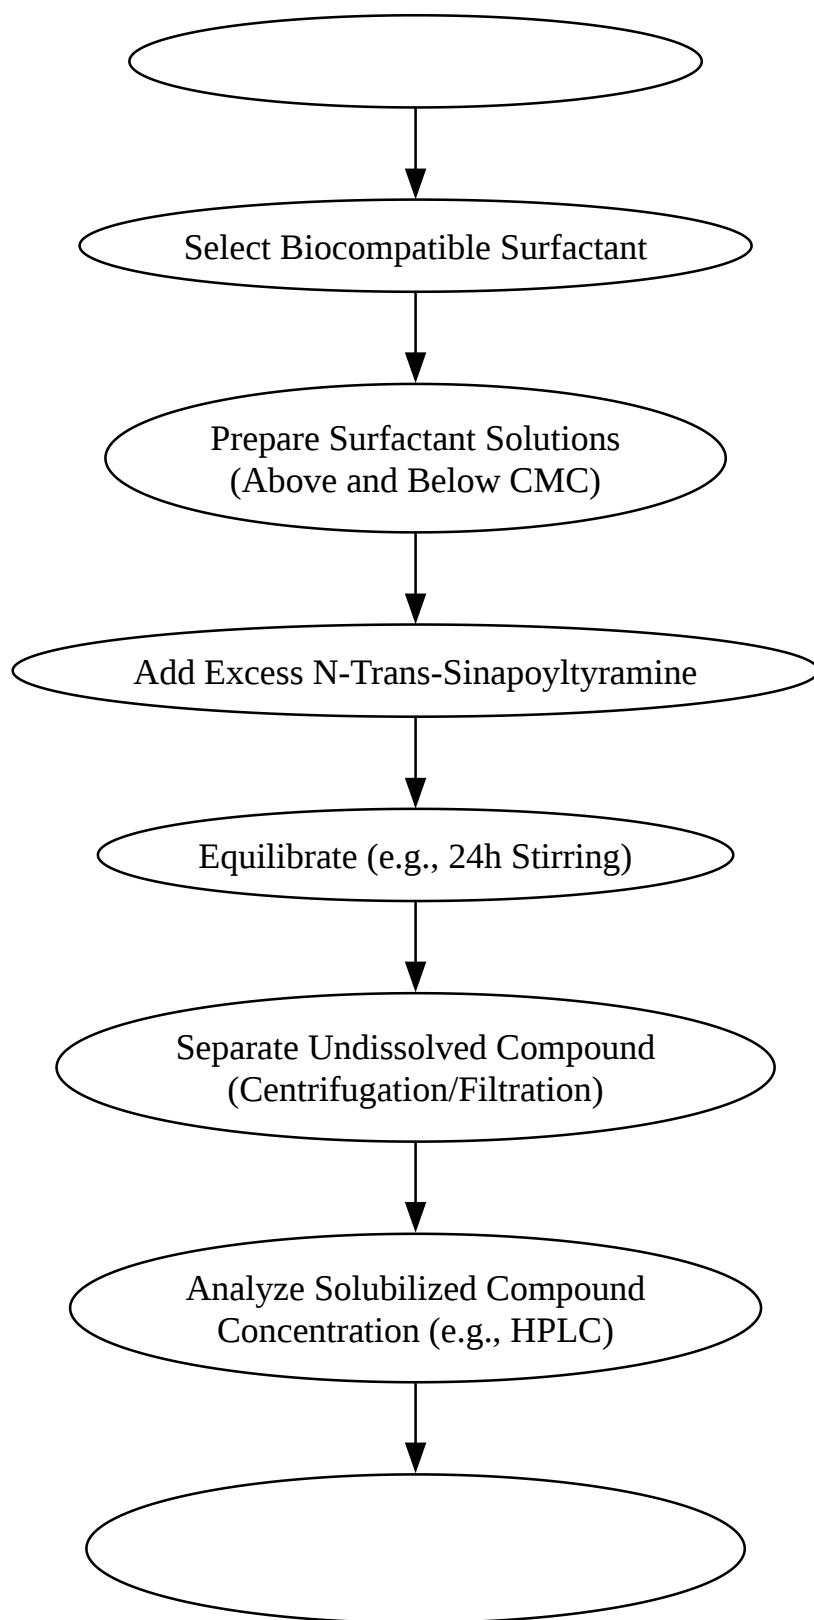 Select Biocompatible Surfactant
Prepare Surfactant Solutions
(Above and Below CMC)
Add Excess N-Trans-Sinapoyltyramine
Equilibrate (e.g., 24h Stirring)
Separate Undissolved Compound
(Centrifugation/Filtration)
Analyze Solubilized Compound
Concentration (e.g., HPLC)